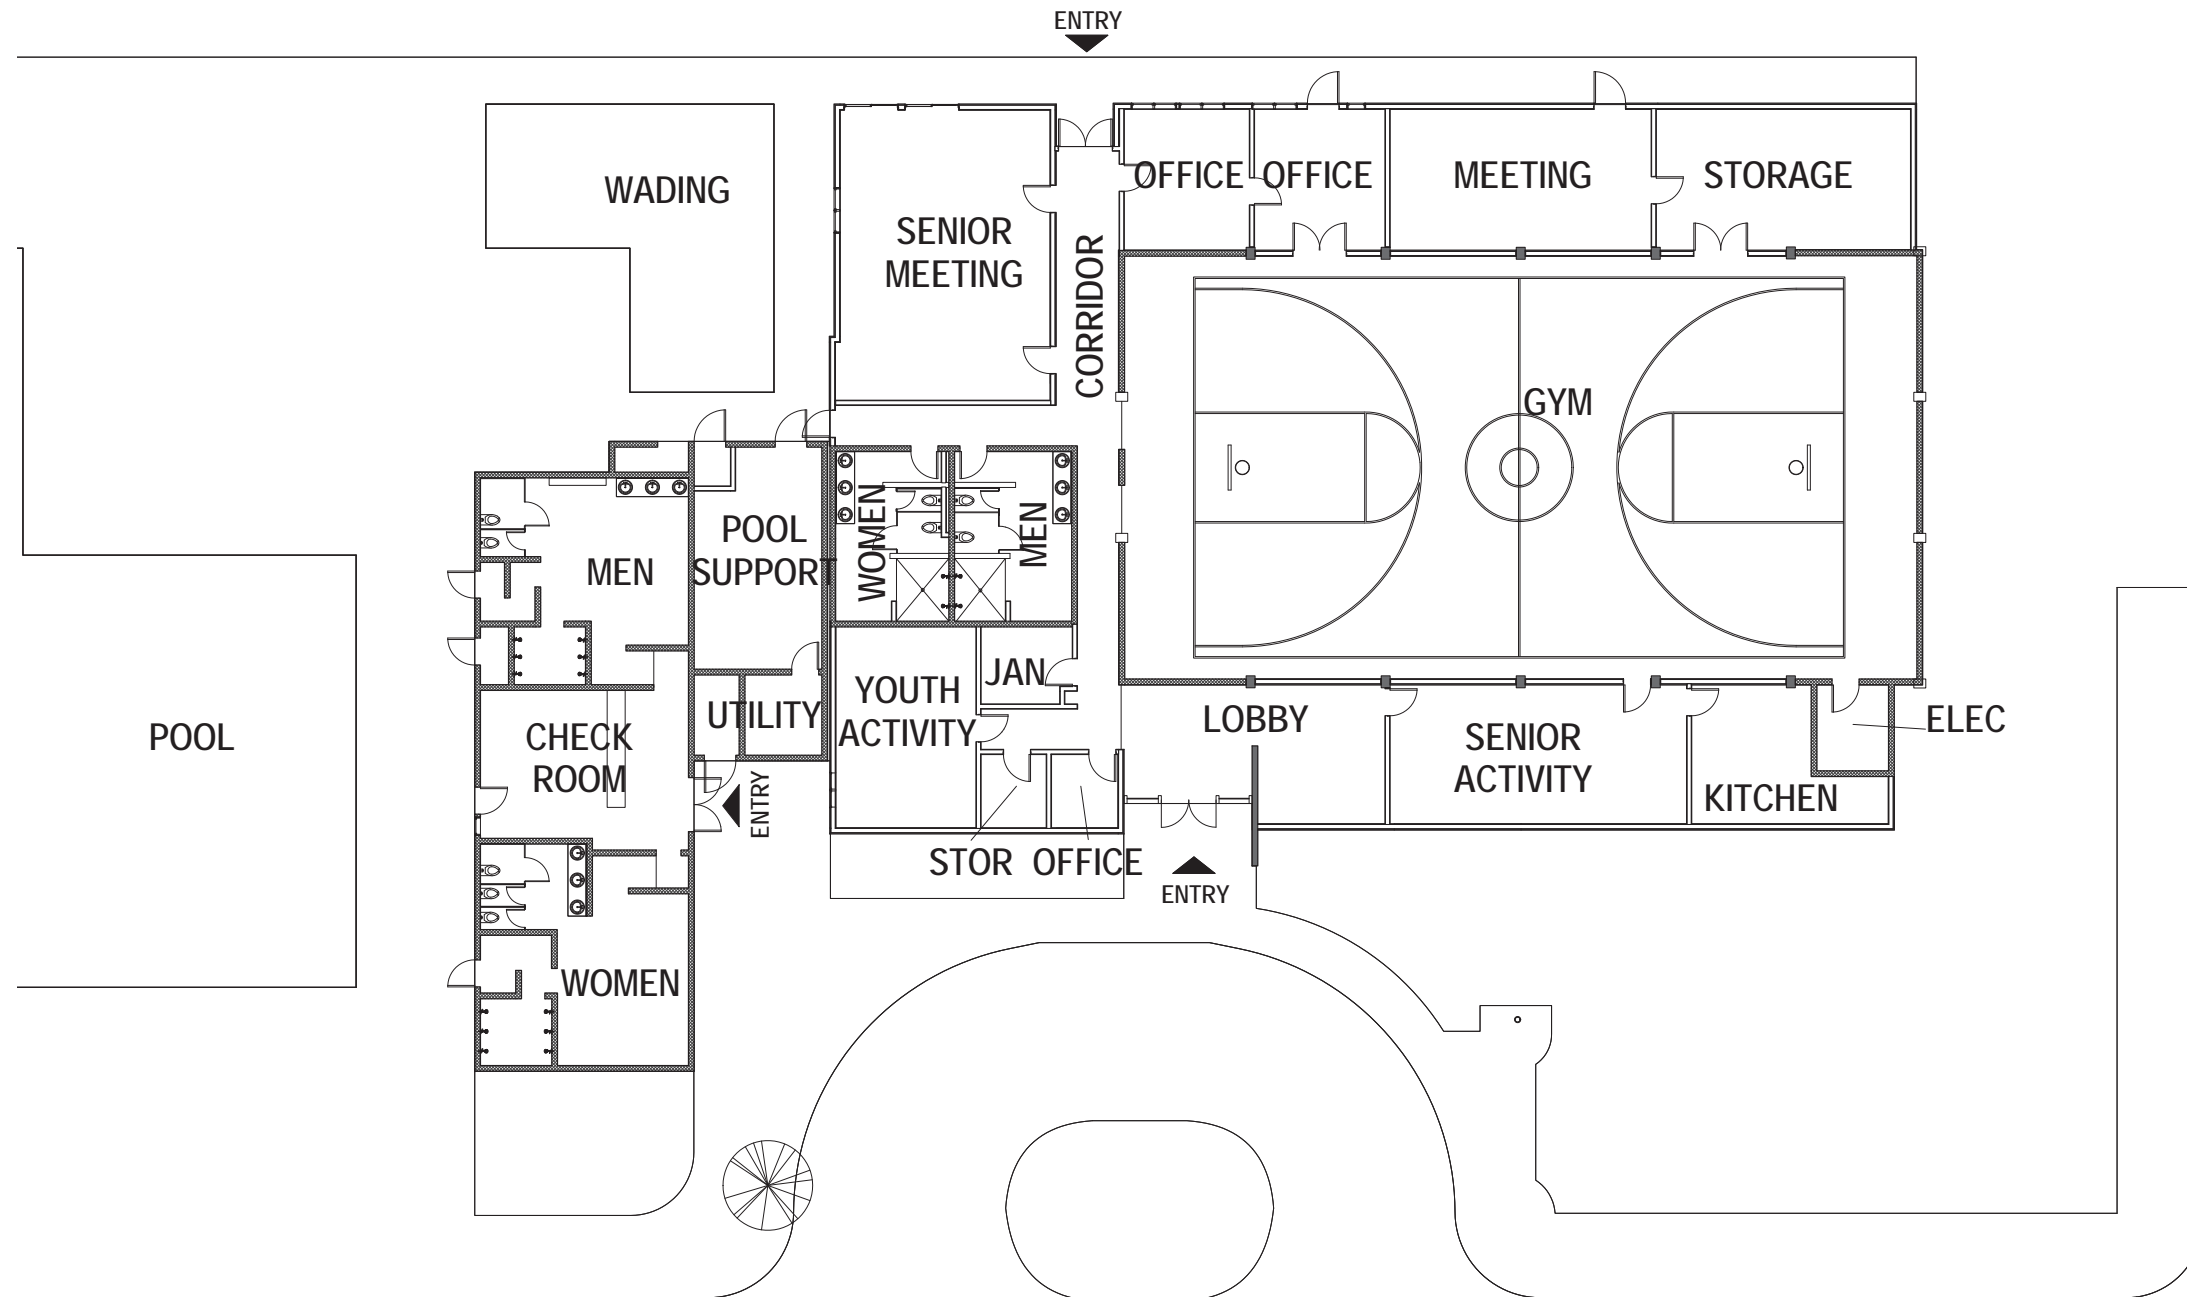 ENTRY
WADING
OFFICE
OFFICE
MEETING
STORAGE
SENIOR
MEETING
CORRIDOR
GYM
POOL
SUPPORT
WOMEN
MEN
MEN
JAN
YOUTH
ACTIVITY
UTILITY
LOBBY
ELEC
POOL
CHECK
ROOM
SENIOR
ACTIVITY
KITCHEN
ENTRY
STOR
OFFICE
ENTRY
WOMEN